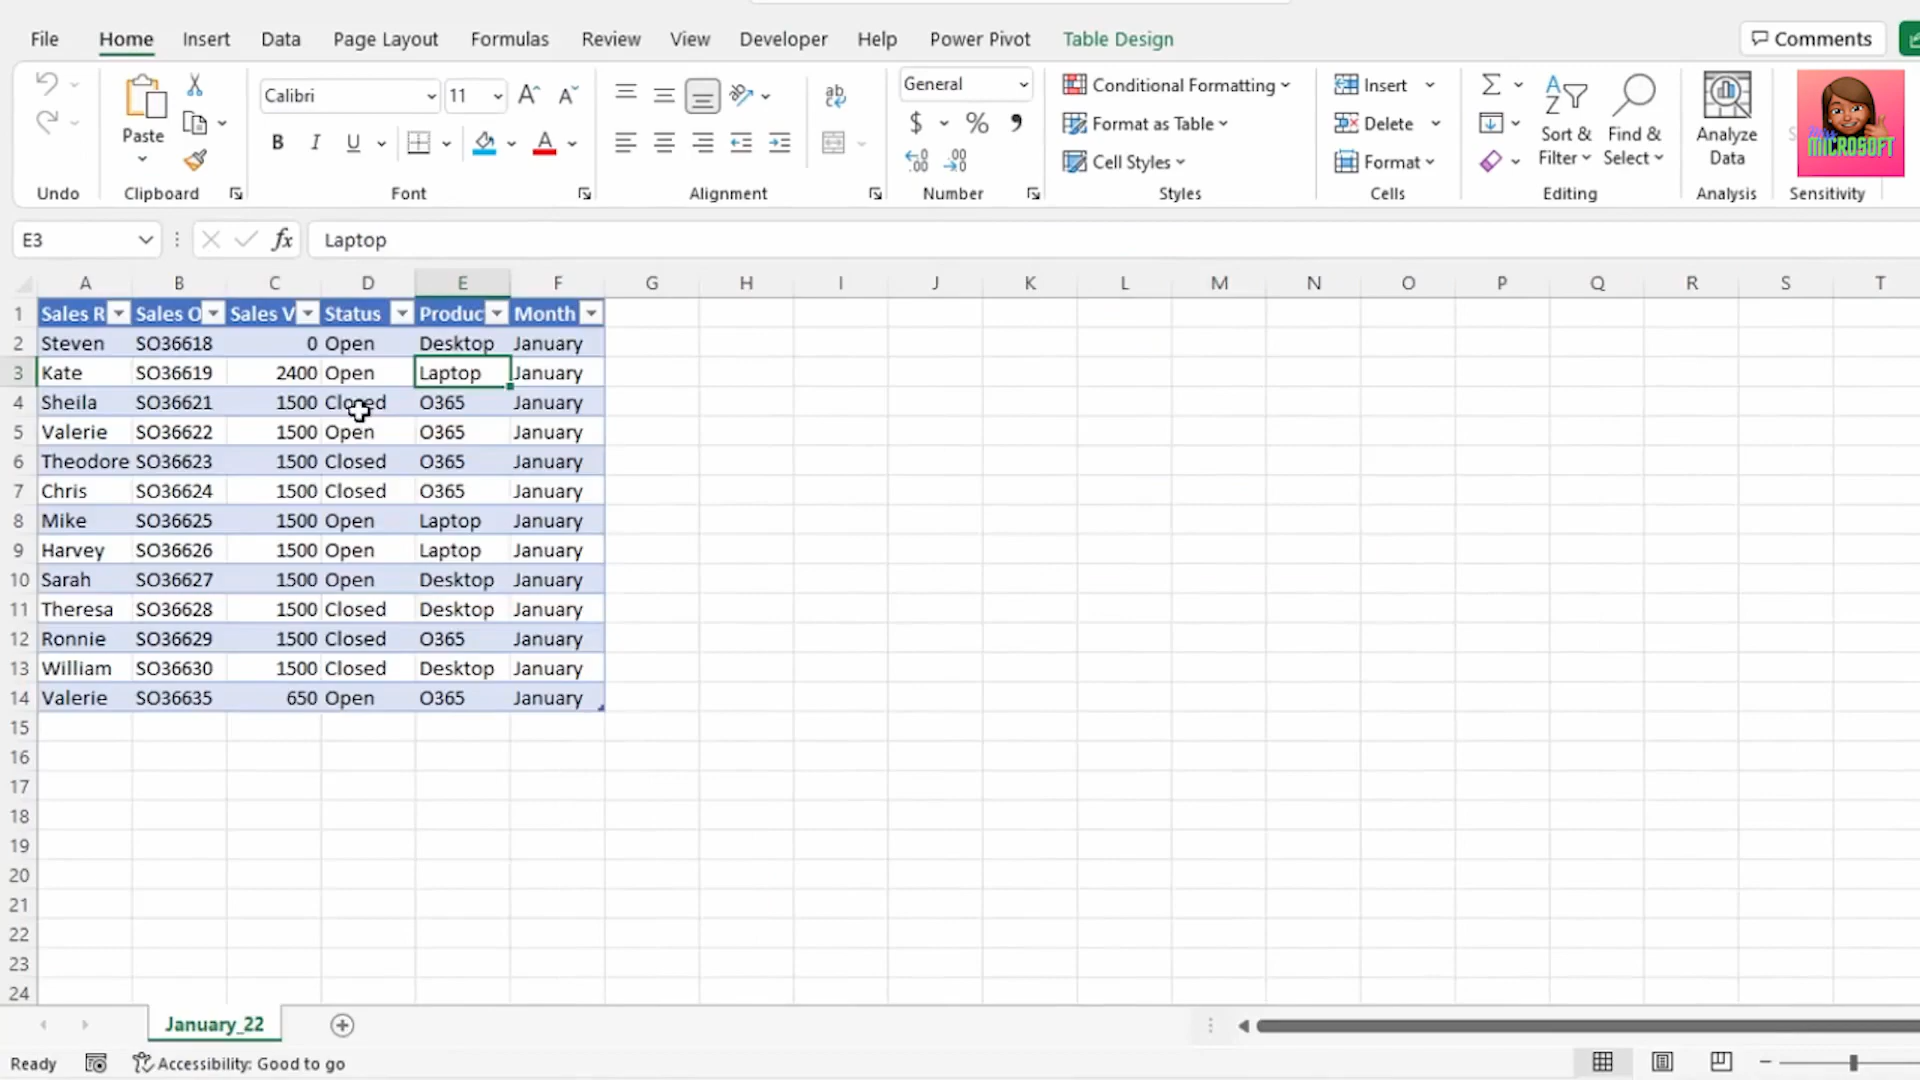 File Home Insert Data Page Layout Formulas Review View Developer Help Power Pivot Table Design Comments
Paste
Undo
Clipboard
Calibri 11
B I U
Font
ab
Alignment
General
$ % 9
Number
Conditional Formatting
Format as Table
Cell Styles
Styles
Insert
Delete
Format
Cells
Sort &
Filter
Find &
Select
Editing
Analyze
Data
Analysis
Sensitivity
MICROSOFT
E3 fx Laptop
A B C D E F G H I J K L M N O P Q R S T
1 Sales R Sales O Sales V Status Produc Month
2 Steven SO36618 0 Open Desktop January
3 Kate SO36619 2400 Open Laptop January
4 Sheila SO36621 1500 Closed O365 January
5 Valerie SO36622 1500 Open O365 January
6 Theodore SO36623 1500 Closed O365 January
7 Chris SO36624 1500 Closed O365 January
8 Mike SO36625 1500 Open Laptop January
9 Harvey SO36626 1500 Open Laptop January
10 Sarah SO36627 1500 Open Desktop January
11 Theresa SO36628 1500 Closed Desktop January
12 Ronnie SO36629 1500 Closed O365 January
13 William SO36630 1500 Closed Desktop January
14 Valerie SO36635 650 Open O365 January
15
16
17
18
19
20
21
22
23
24
January_22
Ready Accessibility: Good to go